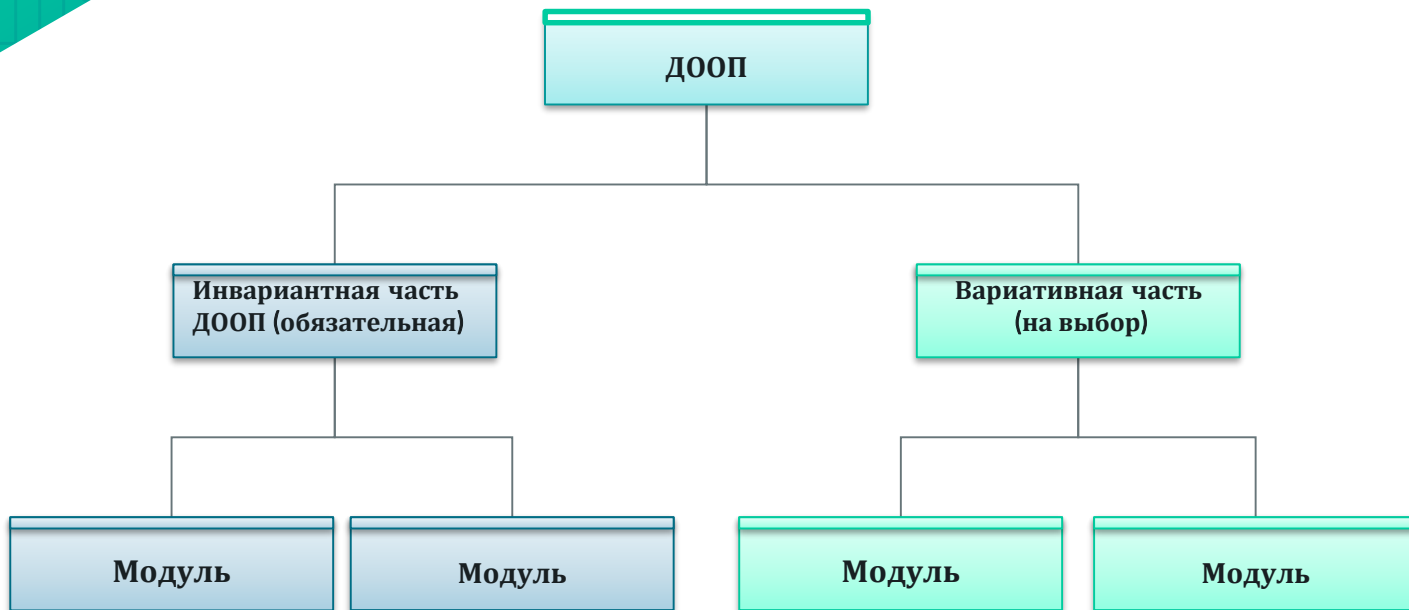 ДООП
Инвариантная часть
ДООП (обязательная)
Вариативная часть
(на выбор)
Модуль
Модуль
Модуль
Модуль